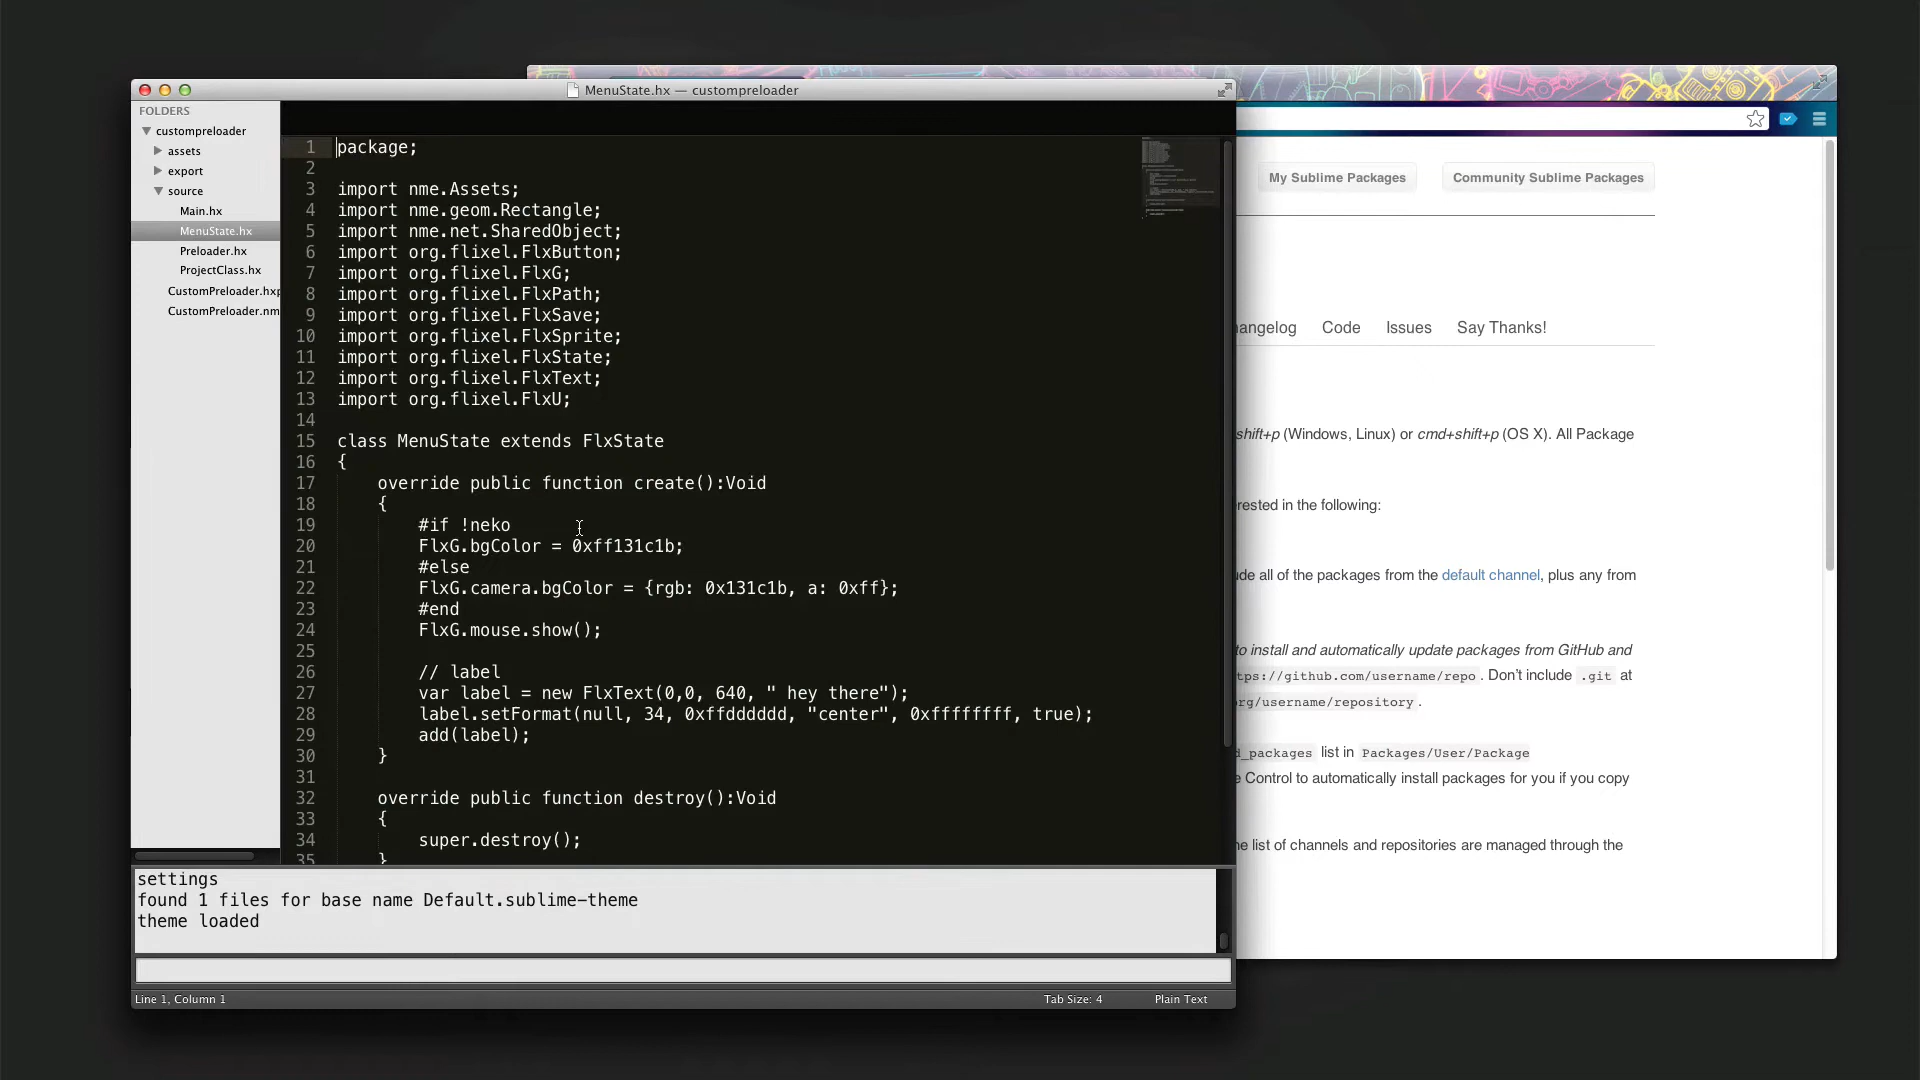 MenuState.hx — custompreloader
FOLDERS
custompreloader
assets
export
source
Main.hx
MenuState.hx
Preloader.hx
ProjectClass.hx
CustomPreloader.hxp
CustomPreloader.nm
1 package;
2
3 import nme.Assets;
4 import nme.geom.Rectangle;
5 import nme.net.SharedObject;
6 import org.flixel.FlxButton;
7 import org.flixel.FlxG;
8 import org.flixel.FlxPath;
9 import org.flixel.FlxSave;
10 import org.flixel.FlxSprite;
11 import org.flixel.FlxState;
12 import org.flixel.FlxText;
13 import org.flixel.FlxU;
14
15 class MenuState extends FlxState
16 {
17 override public function create():Void
18 {
19 #if !neko
20 FlxG.bgColor = 0xff131c1b;
21 #else
22 FlxG.camera.bgColor = {rgb: 0x131c1b, a: 0xff};
23 #end
24 FlxG.mouse.show();
25
26 // label
27 var label = new FlxText(0,0, 640, " hey there");
28 label.setFormat(null, 34, 0xffdddddd, "center", 0xffffffff, true);
29 add(label);
30 }
31
32 override public function destroy():Void
33 {
34 super.destroy();
35 }
settings
found 1 files for base name Default.sublime-theme
theme loaded
Line 1, Column 1
Tab Size: 4
Plain Text
My Sublime Packages
Community Sublime Packages
angelog Code Issues Say Thanks!
shift+p (Windows, Linux) or cmd+shift+p (OS X). All Package
rested in the following:
de all of the packages from the default channel, plus any from
to install and automatically update packages from GitHub and
tps://github.com/username/repo . Don't include .git at
org/username/repository .
d_packages list in Packages/User/Package
e Control to automatically install packages for you if you copy
he list of channels and repositories are managed through the